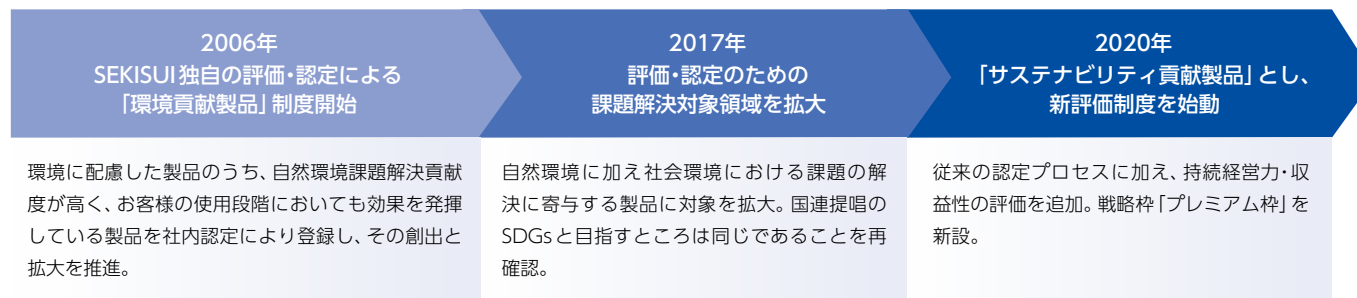 2006年
SEKISUI独自の評価・認定による
「環境貢献製品」制度開始
環境に配慮した製品のうち、自然環境課題解決貢献
度が高く、お客様の使用段階においても効果を発揮
している製品を社内認定により登録し、その創出と
拡大を推進。
2017年
評価・認定のための
課題解決対象領域を拡大
自然環境に加え社会環境における課題の解
決に寄与する製品に対象を拡大。国連提唱の
SDGsと目指すところは同じであることを再
確認。
2020年
「サステナビリティ貢献製品」とし、
新評価制度を始動
従来の認定プロセスに加え、持続経営力・収
益性の評価を追加。戦略枠「プレミアム枠」を
新設。